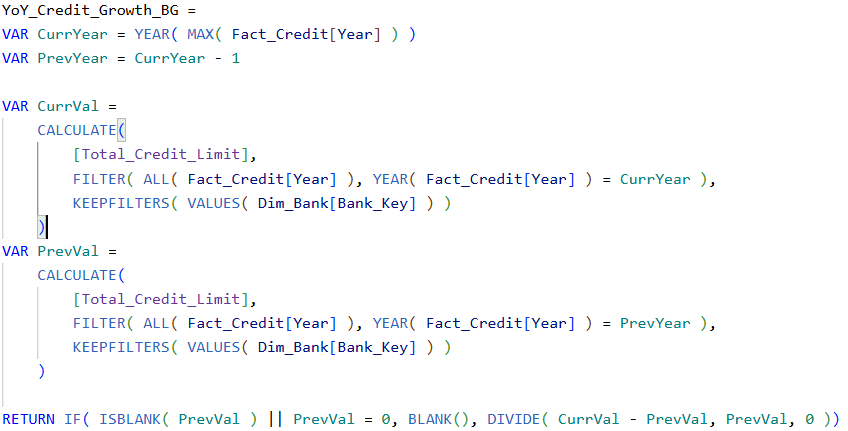 YoY_Credit_Growth_BG =
VAR CurrYear = YEAR( MAX( Fact_Credit[Year] ) )
VAR PrevYear = CurrYear - 1

VAR CurrVal =
    CALCULATE(
        [Total_Credit_Limit],
        FILTER( ALL( Fact_Credit[Year] ), YEAR( Fact_Credit[Year] ) = CurrYear ),
        KEEPFILTERS( VALUES( Dim_Bank[Bank_Key] ) )
    )
VAR PrevVal =
    CALCULATE(
        [Total_Credit_Limit],
        FILTER( ALL( Fact_Credit[Year] ), YEAR( Fact_Credit[Year] ) = PrevYear ),
        KEEPFILTERS( VALUES( Dim_Bank[Bank_Key] ) )
    )

RETURN IF( ISBLANK( PrevVal ) || PrevVal = 0, BLANK(), DIVIDE( CurrVal - PrevVal, PrevVal, 0 ))